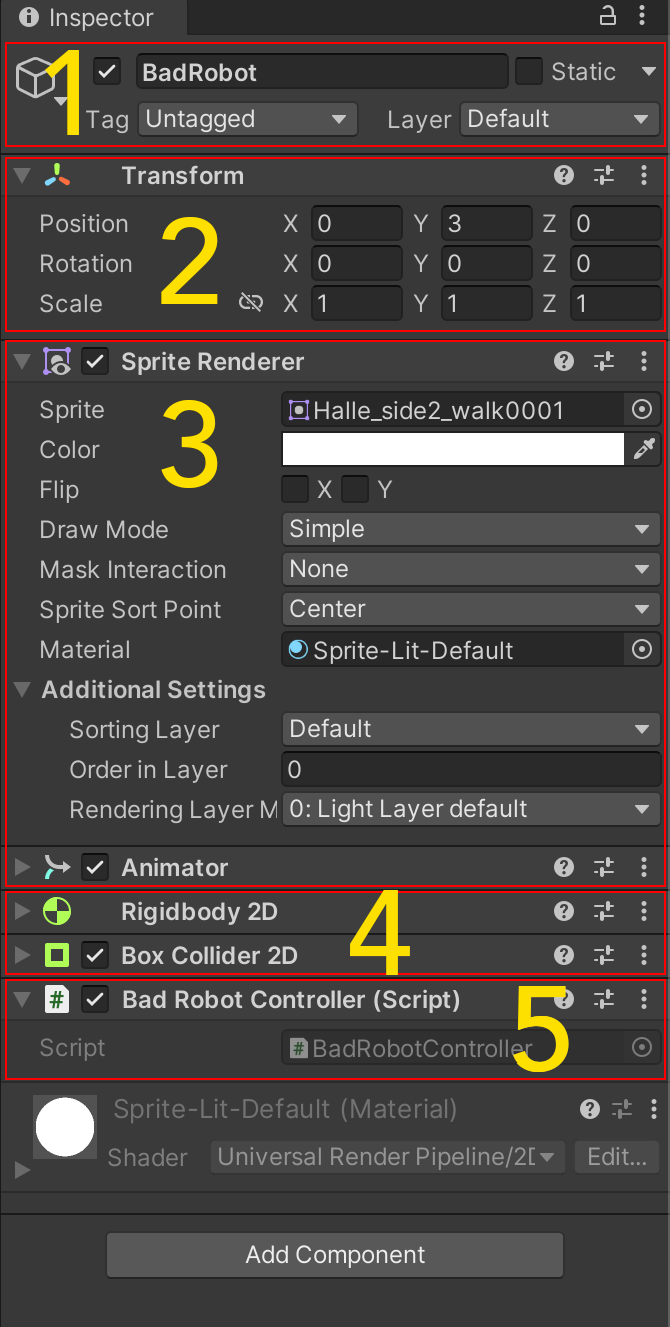 Inspector
1
BadRobot
Static
Tag Untagged Layer Default
Transform
2
Position X 0 Y 3 Z 0
Rotation X 0 Y 0 Z 0
Scale X 1 Y 1 Z 1
Sprite Renderer
3
Sprite Halle_side2_walk0001
Color
Flip X Y
Draw Mode Simple
Mask Interaction None
Sprite Sort Point Center
Material Sprite-Lit-Default
Additional Settings
Sorting Layer Default
Order in Layer 0
Rendering Layer M 0: Light Layer default
Animator
4
Rigidbody 2D
Box Collider 2D
# Bad Robot Controller (Script)
5
Script # BadRobotController
Sprite-Lit-Default (Material)
Shader Universal Render Pipeline/2D Edit...
Add Component